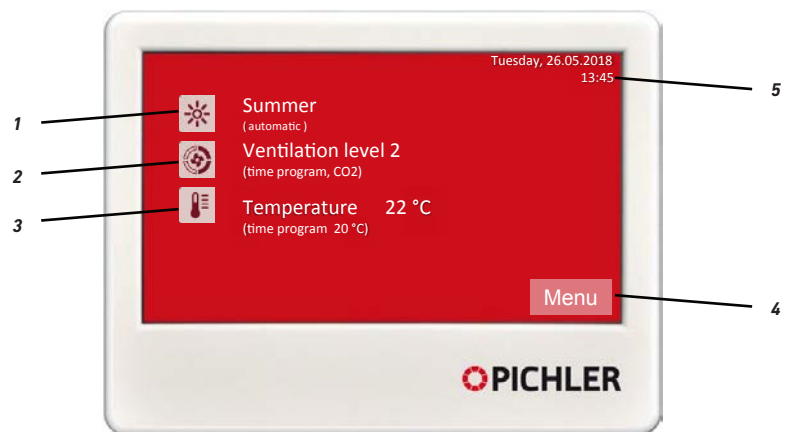 Tuesday, 26.05.2018
13:45
5
1
Summer
( automatic )
2
Ventilation level 2
(time program, CO2)
3
Temperature 22 °C
(time program 20 °C)
Menu
4
PICHLER